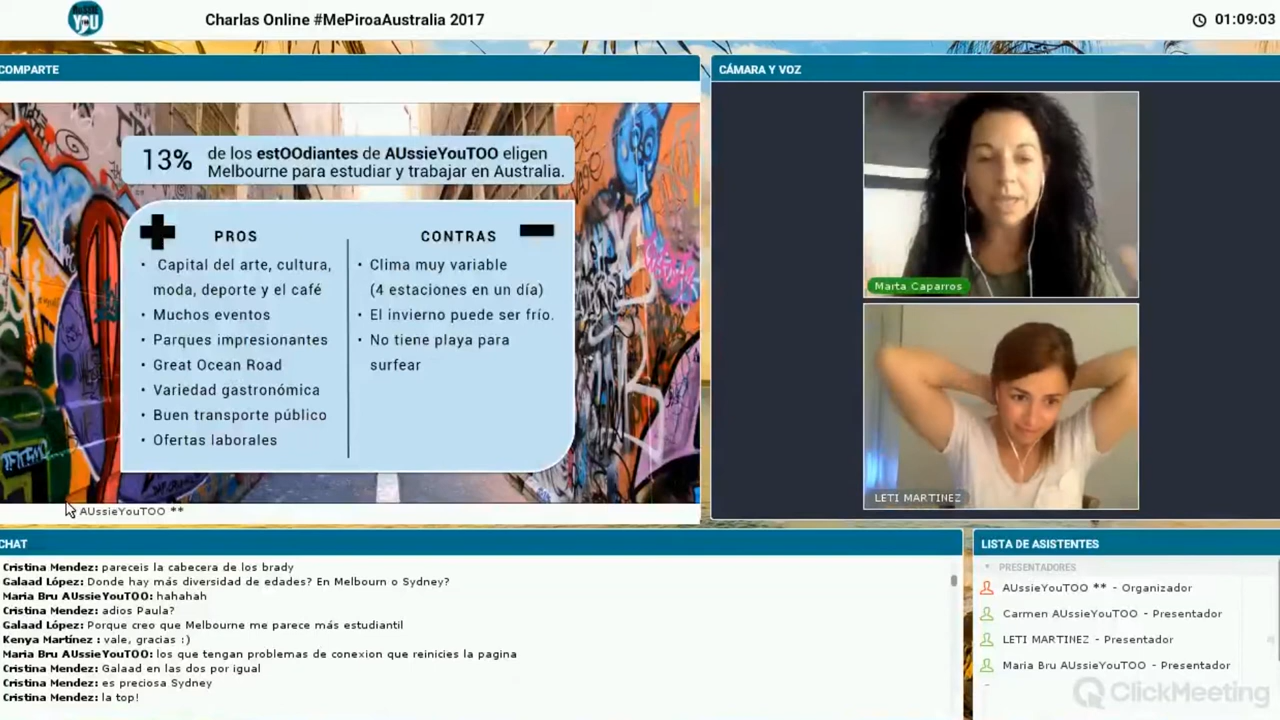 AUSSIE
YOU
Charlas Online #MePiroaAustralia 2017
01:09:03
COMPARTE
CÁMARA Y VOZ
13%
de los estOOdiantes de AUssieYouTOO eligen
Melbourne para estudiar y trabajar en Australia.
PROS
• Capital del arte, cultura,
moda, deporte y el café
• Muchos eventos
• Parques impresionantes
• Great Ocean Road
• Variedad gastronómica
• Buen transporte público
• Ofertas laborales
CONTRAS
• Clima muy variable
(4 estaciones en un día)
• El invierno puede ser frío.
• No tiene playa para
surfear
Marta Caparros
LETI MARTINEZ
AUssieYouTOO **
CHAT
Cristina Mendez: pareceis la cabecera de los brady
Galaad López: Donde hay más diversidad de edades? En Melbourn o Sydney?
Maria Bru AUssieYouTOO: hahahah
Cristina Mendez: adios Paula?
Galaad López: Porque creo que Melbourne me parece más estudiantil
Kenya Martínez : vale, gracias :)
Maria Bru AUssieYouTOO: los que tengan problemas de conexion que reinicies la pagina
Cristina Mendez: Galaad en las dos por igual
Cristina Mendez: es preciosa Sydney
Cristina Mendez: la top!
LISTA DE ASISTENTES
PRESENTADORES
AUssieYouTOO ** - Organizador
Carmen AUssieYouTOO - Presentador
LETI MARTINEZ - Presentador
Maria Bru AUssieYouTOO - Presentador
ClickMeeting